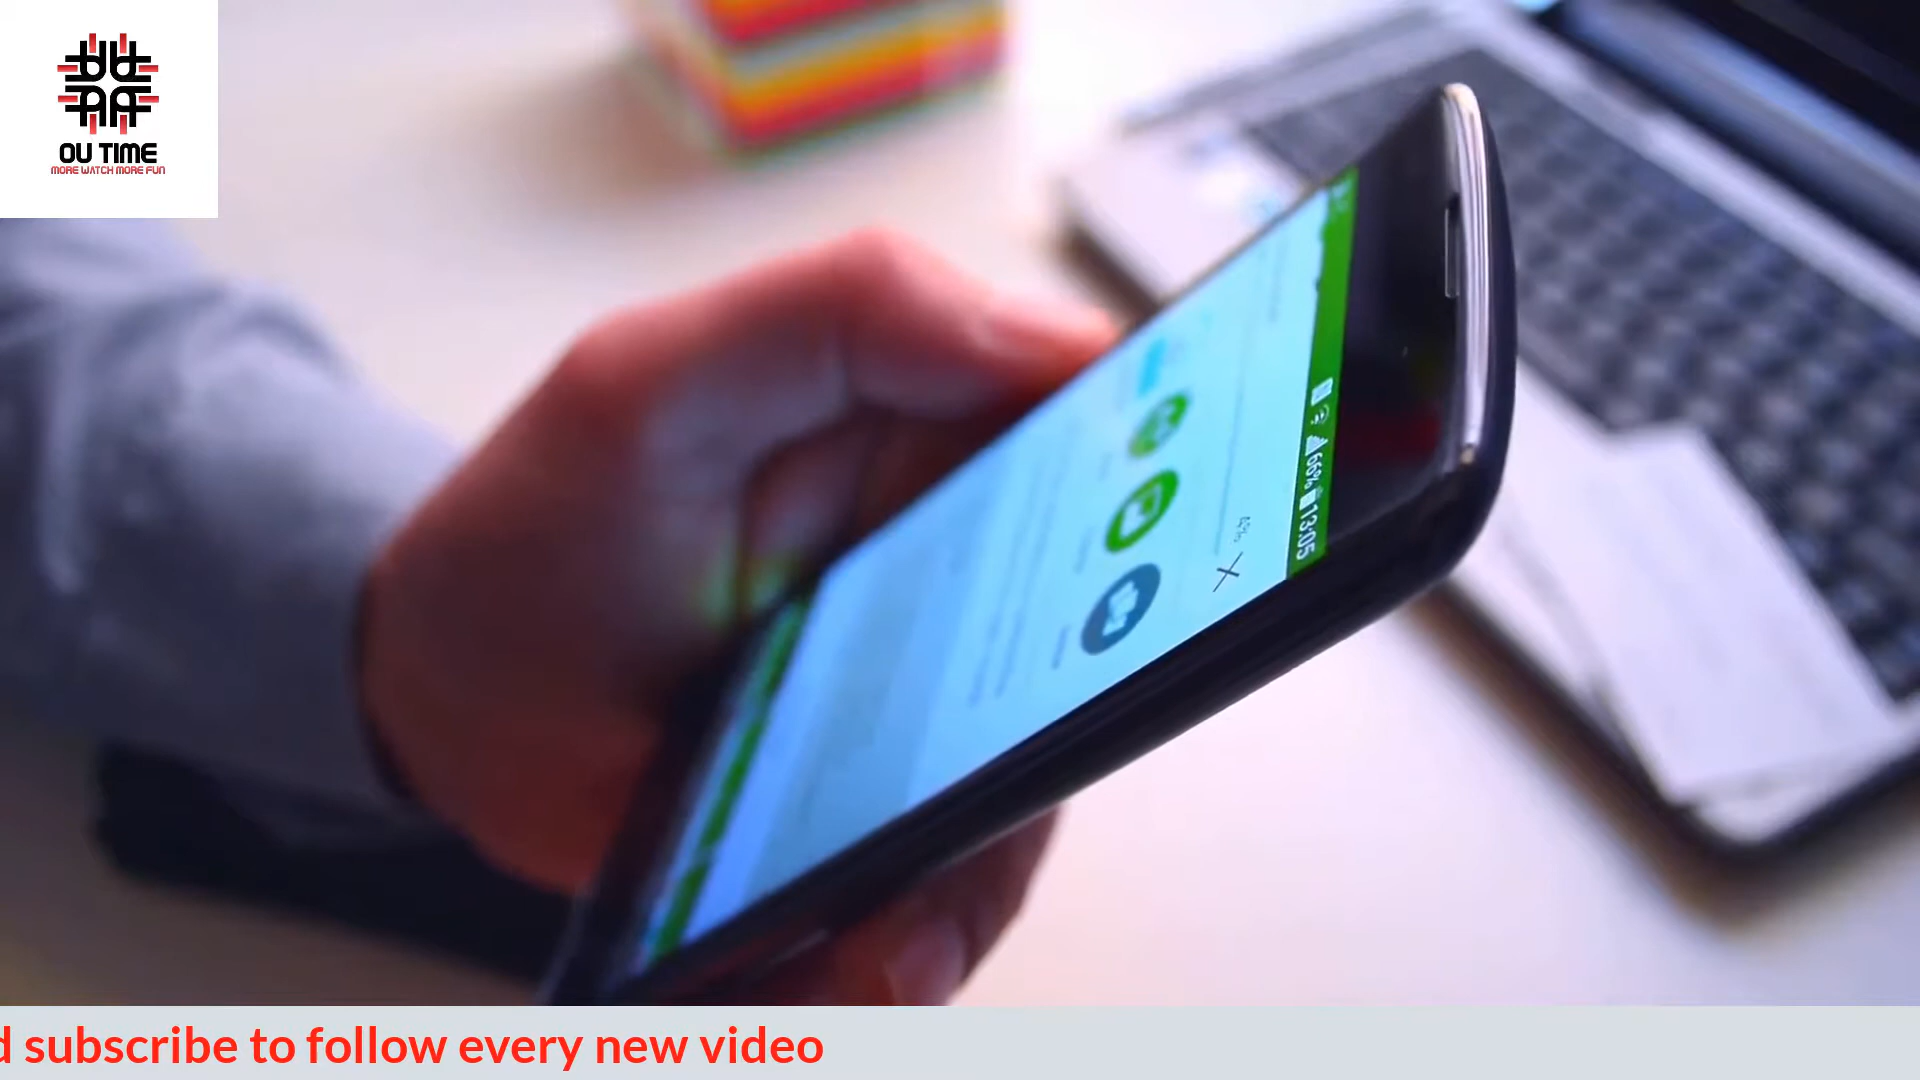 OU TIME
MORE WATCH MORE FUN
66% 13:05
d subscribe to follow every new video